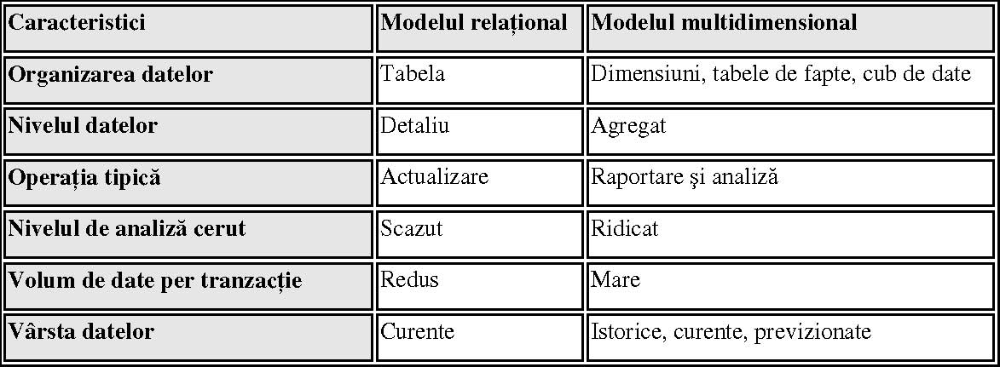 Caracteristici Modelul relațional Modelul multidimensional
Organizarea datelor Tabela Dimensiuni, tabele de fapte, cub de date
Nivelul datelor Detaliu Agregat
Operația tipică Actualizare Raportare şi analiză
Nivelul de analiză cerut Scazut Ridicat
Volum de date per tranzacție Redus Mare
Vârsta datelor Curente Istorice, curente, previzionate